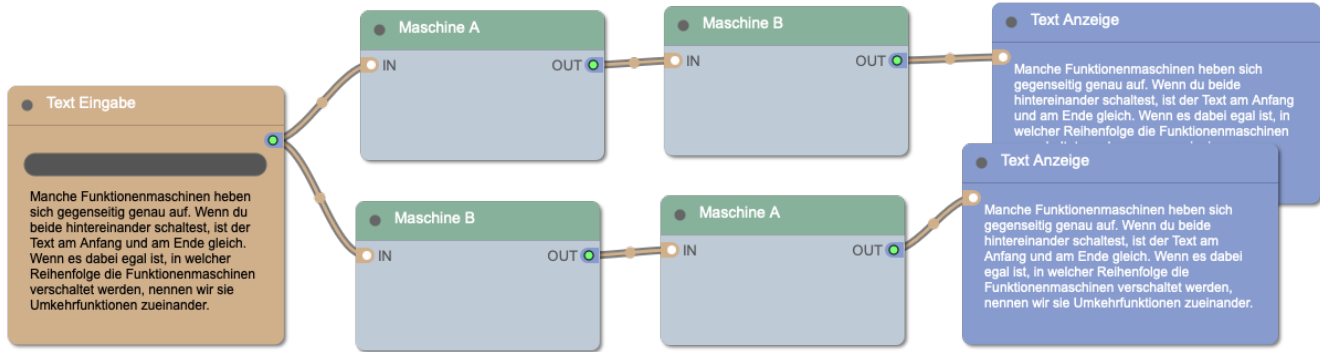 Text Eingabe
Manche Funktionenmaschinen heben
sich gegenseitig genau auf. Wenn du
beide hintereinander schaltest, ist der
Text am Anfang und am Ende gleich.
Wenn es dabei egal ist, in welcher
Reihenfolge die Funktionenmaschinen
verschaltet werden, nennen wir sie
Umkehrfunktionen zueinander.
Maschine A
IN
OUT
Maschine B
IN
OUT
Text Anzeige
Manche Funktionenmaschinen heben sich
gegenseitig genau auf. Wenn du beide
hintereinander schaltest, ist der Text am Anfang
und am Ende gleich. Wenn es dabei egal ist, in
welcher Reihenfolge die Funktionenmaschinen
Maschine B
IN
OUT
Maschine A
IN
OUT
Text Anzeige
Manche Funktionenmaschinen heben sich
gegenseitig genau auf. Wenn du beide
hintereinander schaltest, ist der Text am
Anfang und am Ende gleich. Wenn es dabei
egal ist, in welcher Reihenfolge die
Funktionenmaschinen verschaltet werden,
nennen wir sie Umkehrfunktionen zueinander.